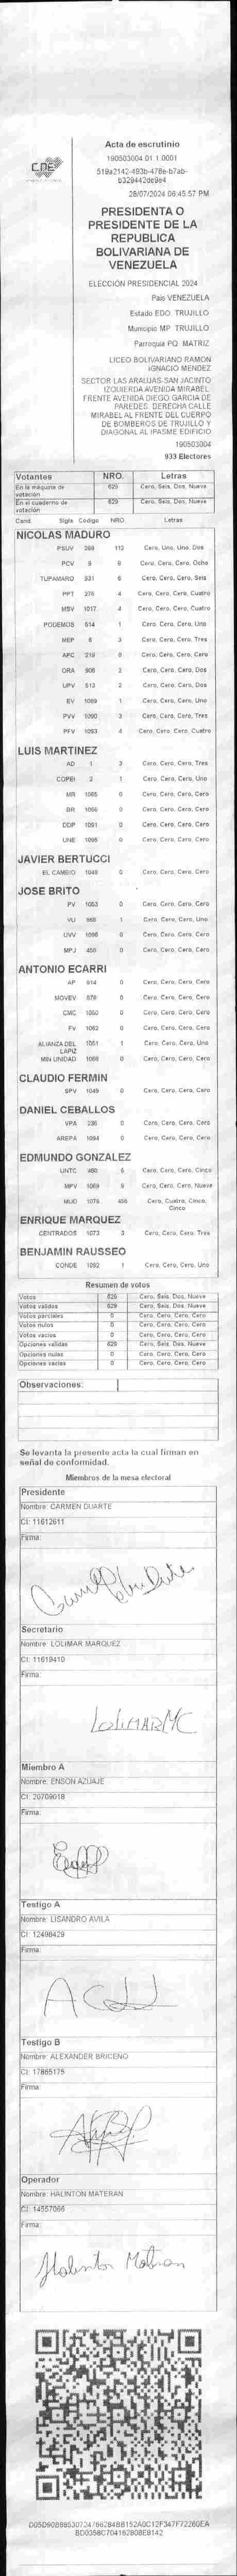 CNE
Acta de escrutinio
190503004.01.1.0001
519a2142-493b-478e-b7ab-
b329442de9e4
28/07/2024 06:45:57 PM
PRESIDENTA O
PRESIDENTE DE LA
REPUBLICA
BOLIVARIANA DE
VENEZUELA
ELECCIÓN PRESIDENCIAL 2024
Pais VENEZUELA
Estado EDO. TRUJILLO
Municipio MP. TRUJILLO
Parroquia PQ. MATRIZ
LICEO BOLIVARIANO RAMON
IGNACIO MENDEZ
SECTOR LAS ARAUJAS-SAN JACINTO
IZQUIERDA AVENIDA MIRABEL.
FRENTE AVENIDA DIEGO GARCIA DE
PAREDES. DERECHA CALLE
MIRABEL AL FRENTE DEL CUERPO
DE BOMBEROS DE TRUJILLO Y
DIAGONAL AL IPASME EDIFICIO
190503004
933 Electores
Votantes NRO. Letras
En la máquina de votación 629 Cero, Seis, Dos, Nueve
En el cuaderno de votación 629 Cero, Seis, Dos, Nueve
Cand. Sigla Código NRO. Letras
NICOLAS MADURO
PSUV 112 Cero, Uno, Uno, Dos
PCV Cero, Cero, Cero, Ocho
TUPAMARO 531 6 Cero, Cero, Cero, Seis
PPT 4 Cero, Cero, Cero, Cuatro
MSV 1017 4 Cero, Cero, Cero, Cuatro
PODEMOS 514 1 Cero, Cero, Cero, Uno
MEP 6 3 Cero, Cero, Cero, Tres
APC 219 0 Cero, Cero, Cero, Cero
ORA 906 2 Cero, Cero, Cero, Dos
UPV 513 2 Cero, Cero, Cero, Dos
EV 1069 1 Cero, Cero, Cero, Uno
PVV 1090 3 Cero, Cero, Cero, Tres
PFV 1093 4 Cero, Cero, Cero, Cuatro
LUIS MARTINEZ
AD 1 3 Cero, Cero, Cero, Tres
COPEI 2 1 Cero, Cero, Cero, Uno
MR 1065 0 Cero, Cero, Cero, Cero
BR 1056 0 Cero, Cero, Cero, Cero
DDP 1091 0 Cero, Cero, Cero, Cero
UNE 1095 0 Cero, Cero, Cero, Cero
JAVIER BERTUCCI
EL CAMBIO 1048 0 Cero, Cero, Cero, Cero
JOSE BRITO
PV 1053 0 Cero, Cero, Cero, Cero
VU 968 1 Cero, Cero, Cero, Uno
UVV 1096 0 Cero, Cero, Cero, Cero
MPJ 450 0 Cero, Cero, Cero, Cero
ANTONIO ECARRI
AP 914 0 Cero, Cero, Cero, Cero
MOVEV 879 0 Cero, Cero, Cero, Cero
CMC 1050 0 Cero, Cero, Cero, Cero
FV 1062 0 Cero, Cero, Cero, Cero
ALIANZA DEL LAPIZ 1051 1 Cero, Cero, Cero, Uno
MIN UNIDAD 1066 0 Cero, Cero, Cero, Cero
CLAUDIO FERMIN
SPV 1049 0 Cero, Cero, Cero, Cero
DANIEL CEBALLOS
VPA 236 0 Cero, Cero, Cero, Cero
AREPA 1094 0 Cero, Cero, Cero, Cero
EDMUNDO GONZALEZ
UNTC 5 Cero, Cero, Cero, Cinco
MPV 1069 9 Cero, Cero, Cero, Nueve
MUD 1076 455 Cero, Cuatro, Cinco,
Cinco
ENRIQUE MARQUEZ
CENTRADOS 1073 3 Cero, Cero, Cero, Tres
BENJAMIN RAUSSEO
CONDE 1092 1 Cero, Cero, Cero, Uno
Resumen de votos
Votos 629 Cero, Seis, Dos, Nueve
Votos validos 629 Cero, Seis, Dos, Nueve
Votos parciales 0 Cero, Cero, Cero, Cero
Votos nulos 0 Cero, Cero, Cero, Cero
Votos vacios 0 Cero, Cero, Cero, Cero
Opciones validas 629 Cero, Seis, Dos, Nueve
Opciones nulas 0 Cero, Cero, Cero, Cero
Opciones vacias 0 Cero, Cero, Cero, Cero
Observaciones:
Se levanta la presente acta la cual firman en
señal de conformidad.
Miembros de la mesa electoral
Presidente
Nombre: CARMEN DUARTE
CI: 11612611
Firma:
Secretario
Nombre: LOLIMAR MARQUEZ
CI: 11619410
Firma:
LoliMARMC
Miembro A
Nombre: ENSON AZUAJE
CI: 20709018
Firma:
Testigo A
Nombre: LISANDRO AVILA
CI: 12498429
Firma:
Testigo B
Nombre: ALEXANDER BRICENO
CI: 17865175
Firma:
Operador
Nombre: HALINTON MATERAN
CI: 14557066
Firma:
Halinton Materan